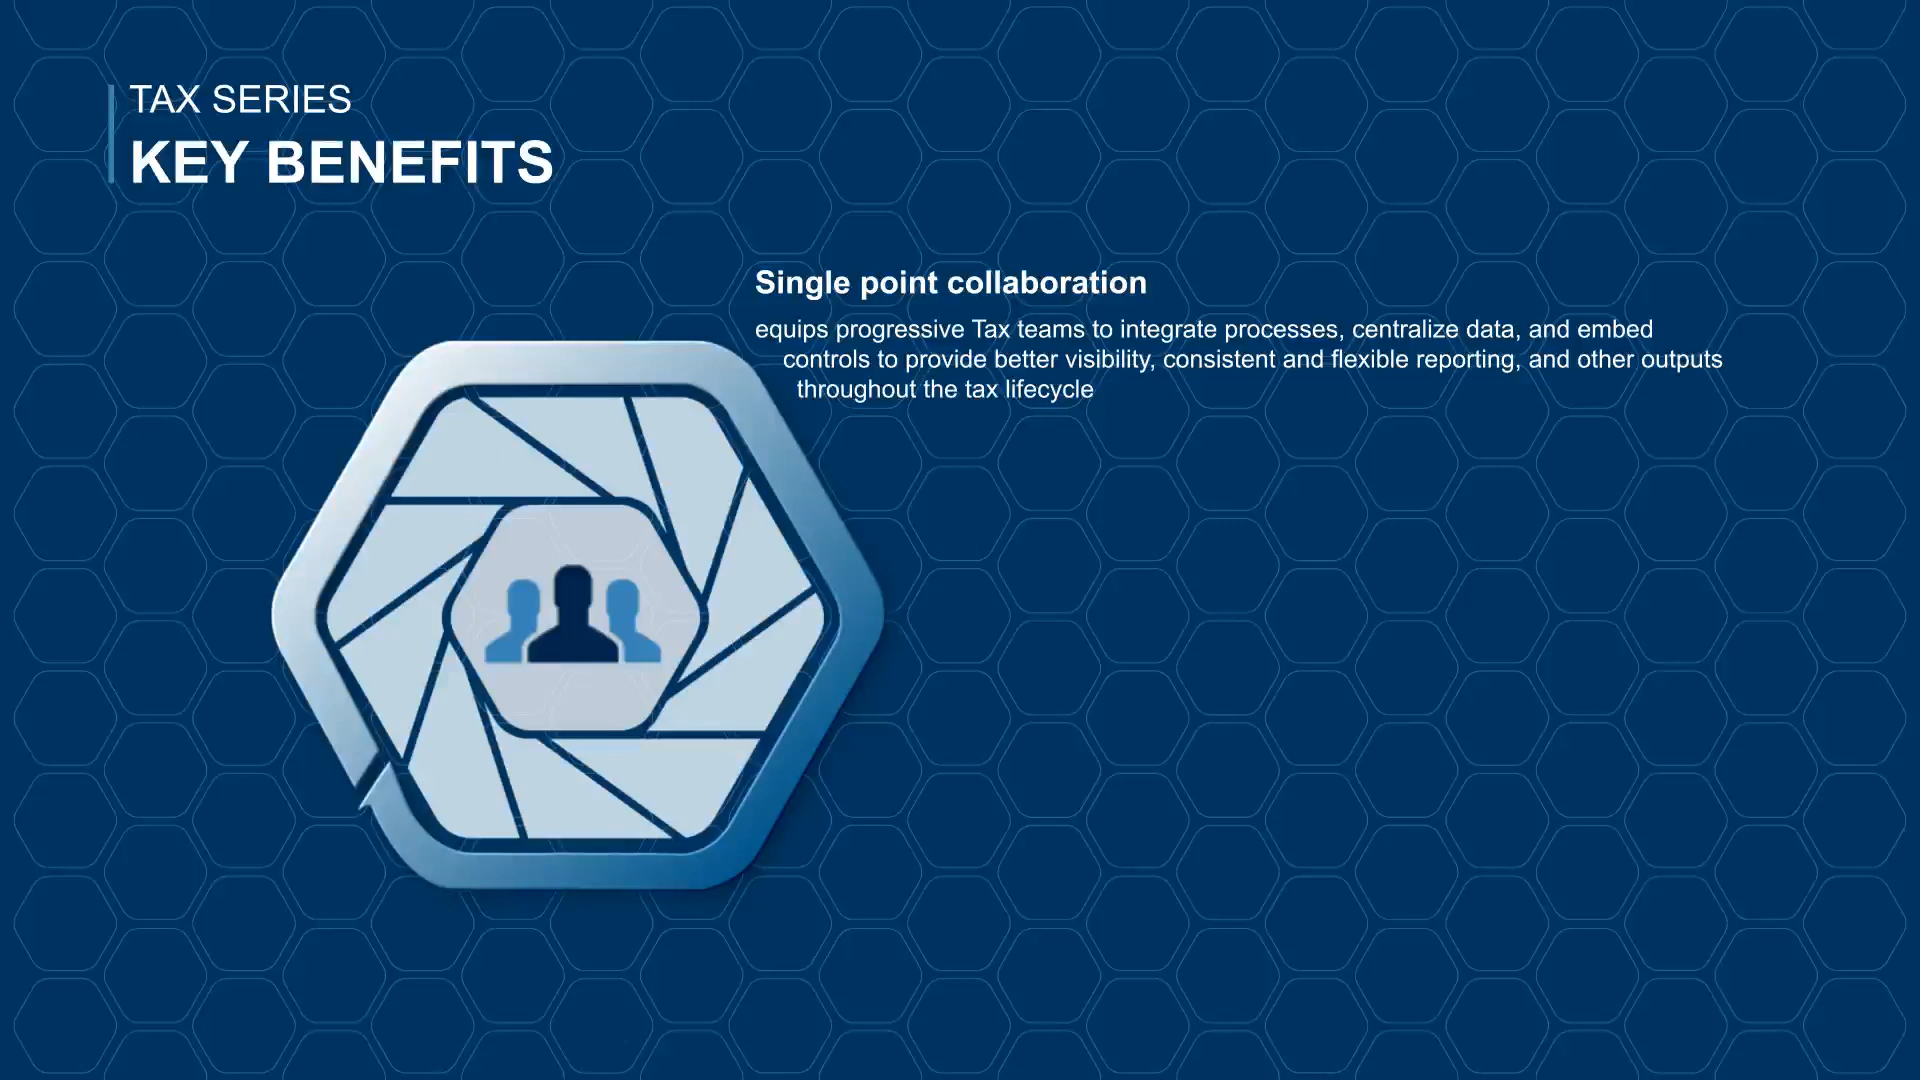 TAX SERIES
KEY BENEFITS
Single point collaboration
equips progressive Tax teams to integrate processes, centralize data, and embed
controls to provide better visibility, consistent and flexible reporting, and other outputs
throughout the tax lifecycle